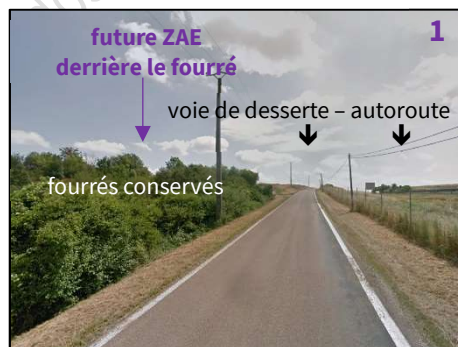 future ZAE
derrière le fourré
1
voie de desserte – autoroute
fourrés conservés